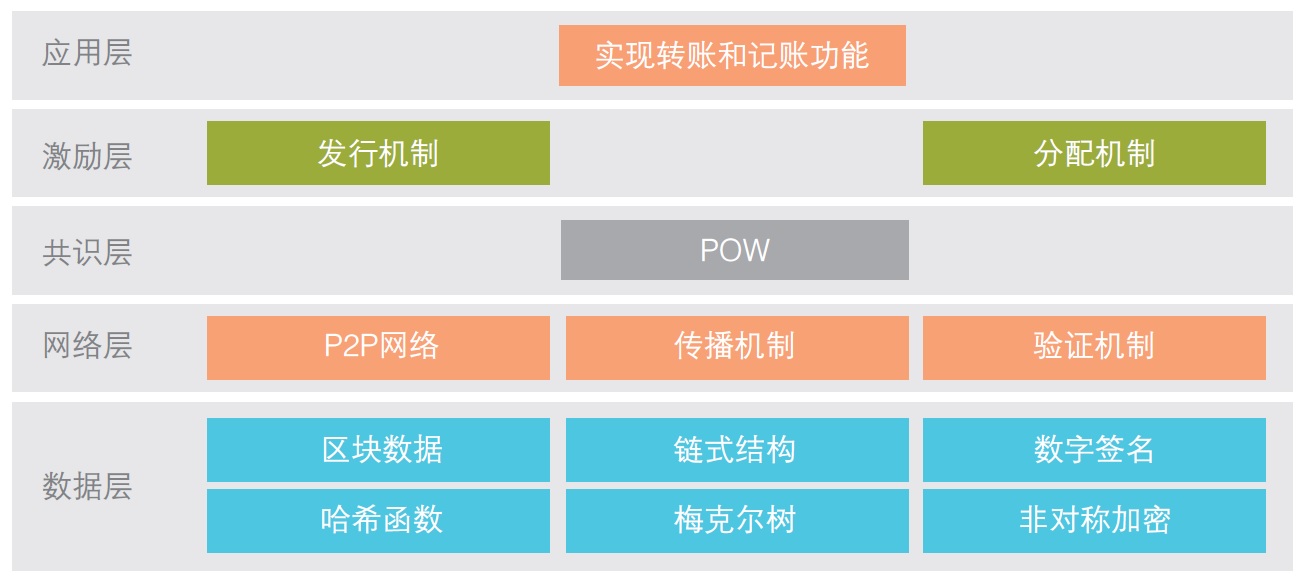 应用层
实现转账和记账功能
激励层
发行机制
分配机制
共识层
POW
网络层
P2P网络
传播机制
验证机制
数据层
区块数据
链式结构
数字签名
哈希函数
梅克尔树
非对称加密